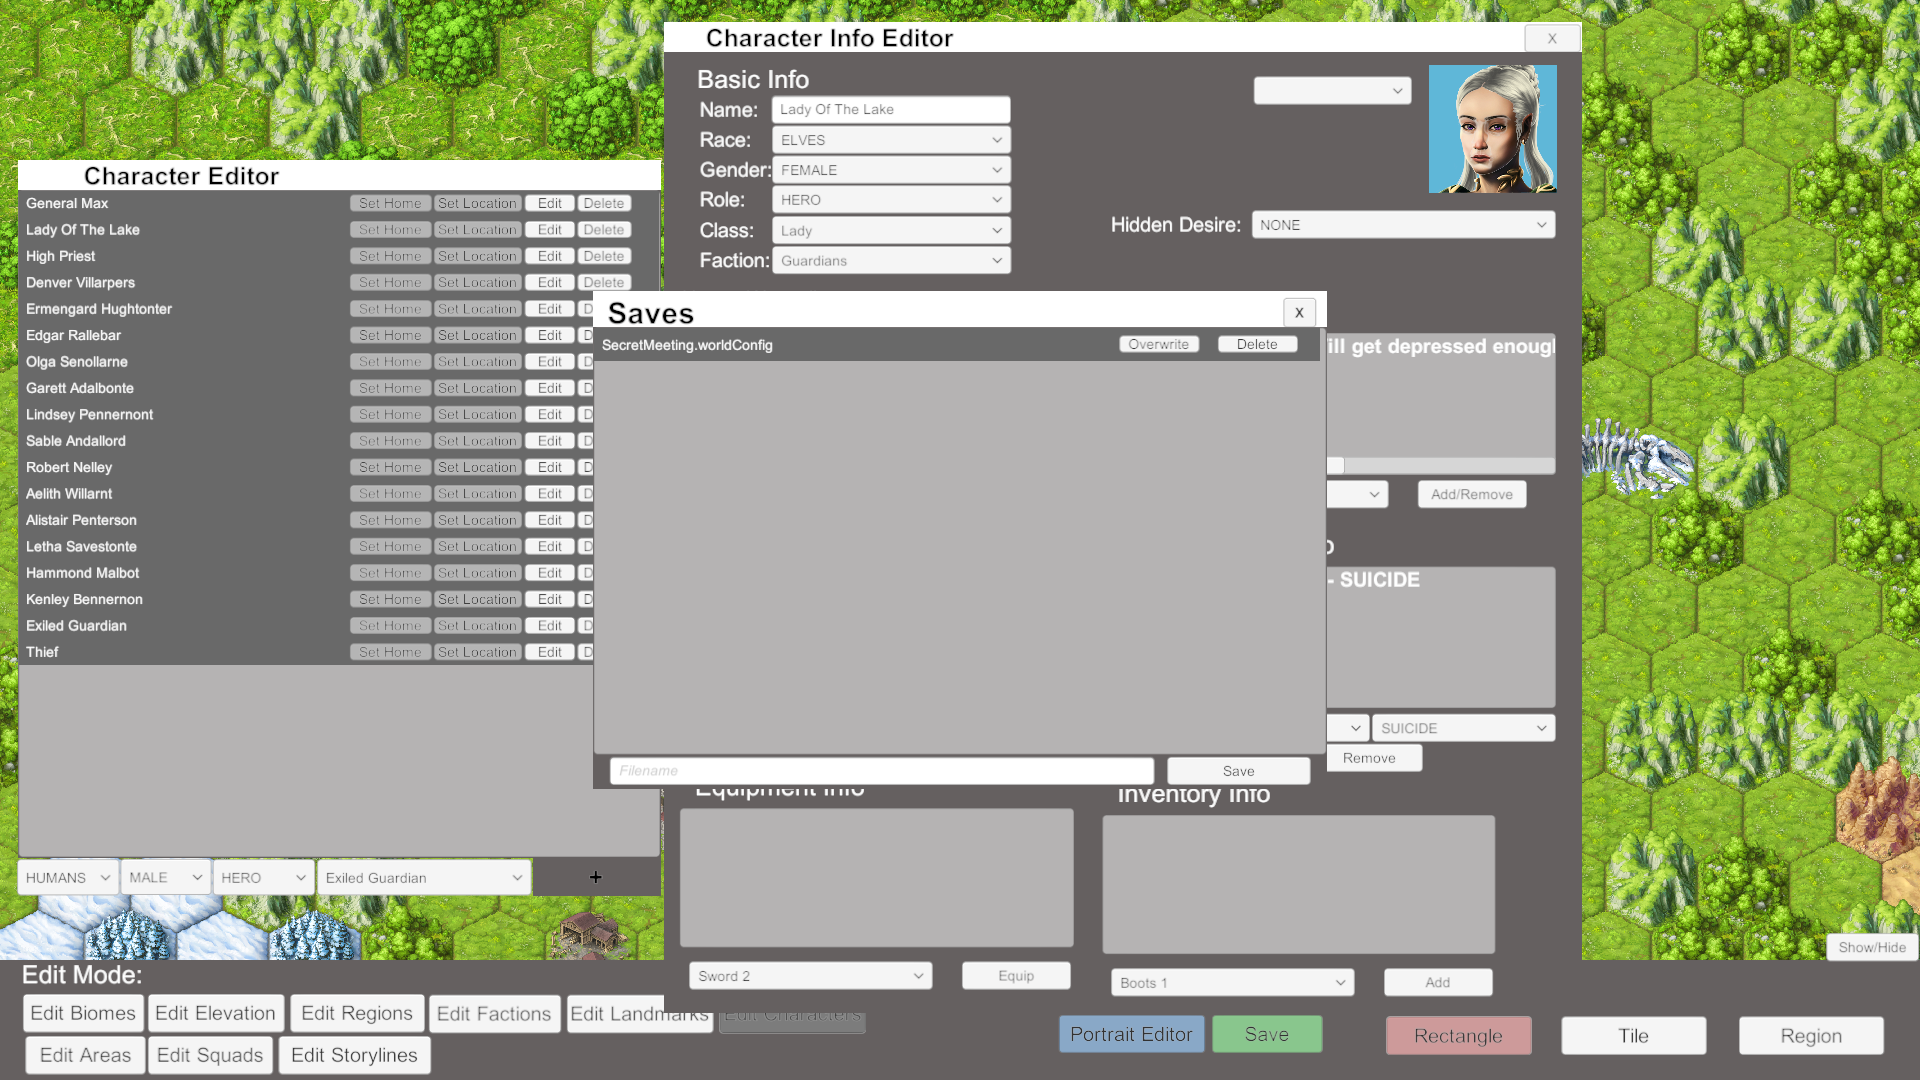 Character Info Editor
X
Basic Info
Name: Lady Of The Lake
Race: ELVES
Gender: FEMALE
Role: HERO
Class: Lady
Faction: Guardians
Hidden Desire: NONE
Character Editor
General Max Set Home Set Location Edit Delete
Lady Of The Lake Set Home Set Location Edit Delete
High Priest Set Home Set Location Edit Delete
Denver Villarpers Set Home Set Location Edit Delete
Ermengard Hughtonter Set Home Set Location Edit D
Edgar Rallebar Set Home Set Location Edit D
Olga Senollarne Set Home Set Location Edit D
Garett Adalbonte Set Home Set Location Edit D
Lindsey Pennernont Set Home Set Location Edit D
Sable Andallord Set Home Set Location Edit D
Robert Nelley Set Home Set Location Edit D
Aelith Willarnt Set Home Set Location Edit D
Alistair Penterson Set Home Set Location Edit D
Letha Savestonte Set Home Set Location Edit D
Hammond Malbot Set Home Set Location Edit D
Kenley Bennernon Set Home Set Location Edit D
Exiled Guardian Set Home Set Location Edit D
Thief Set Home Set Location Edit D
HUMANS MALE HERO Exiled Guardian +
Saves
X
SecretMeeting.worldConfig Overwrite Delete
Filename Save
ill get depressed enough
Add/Remove
- SUICIDE
SUICIDE
Remove
Equipment Info
Sword 2 Equip
Inventory Info
Boots 1 Add
Show/Hide
Edit Mode:
Edit Biomes Edit Elevation Edit Regions Edit Factions Edit Landmarks Edit Characters
Edit Areas Edit Squads Edit Storylines
Portrait Editor Save Rectangle Tile Region